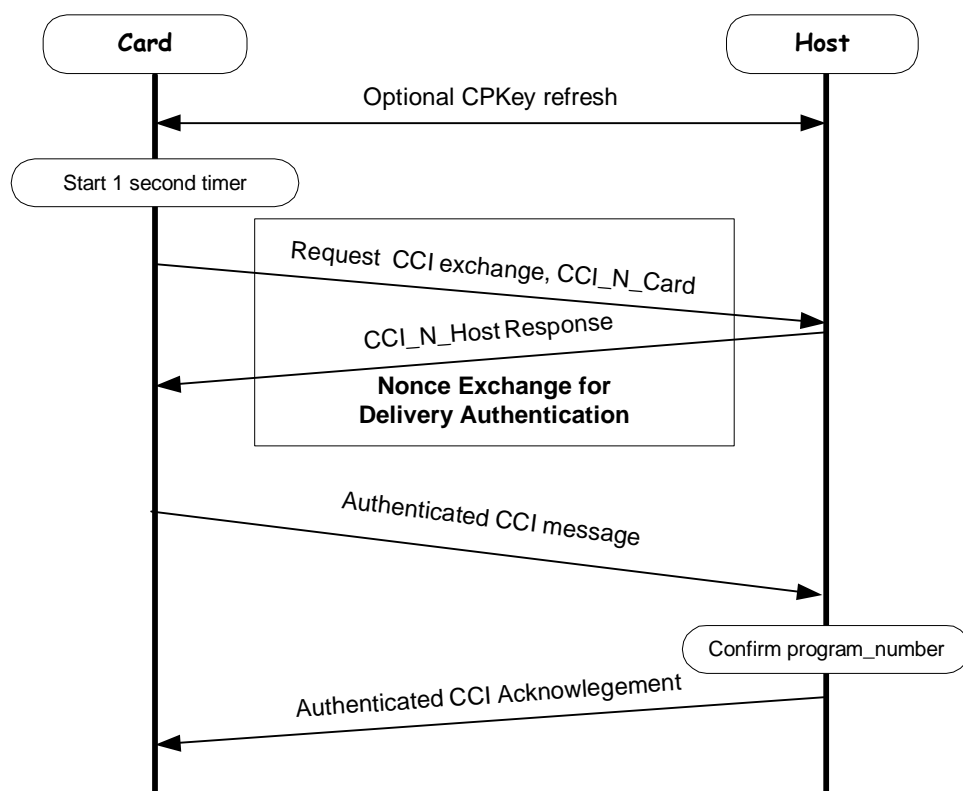 Card
Host
Optional CPKey refresh
Start 1 second timer
Request CCI exchange, CCI_N_Card
CCI_N_Host Response
Nonce Exchange for
Delivery Authentication
Authenticated CCI message
Confirm program_number
Authenticated CCI Acknowlegement